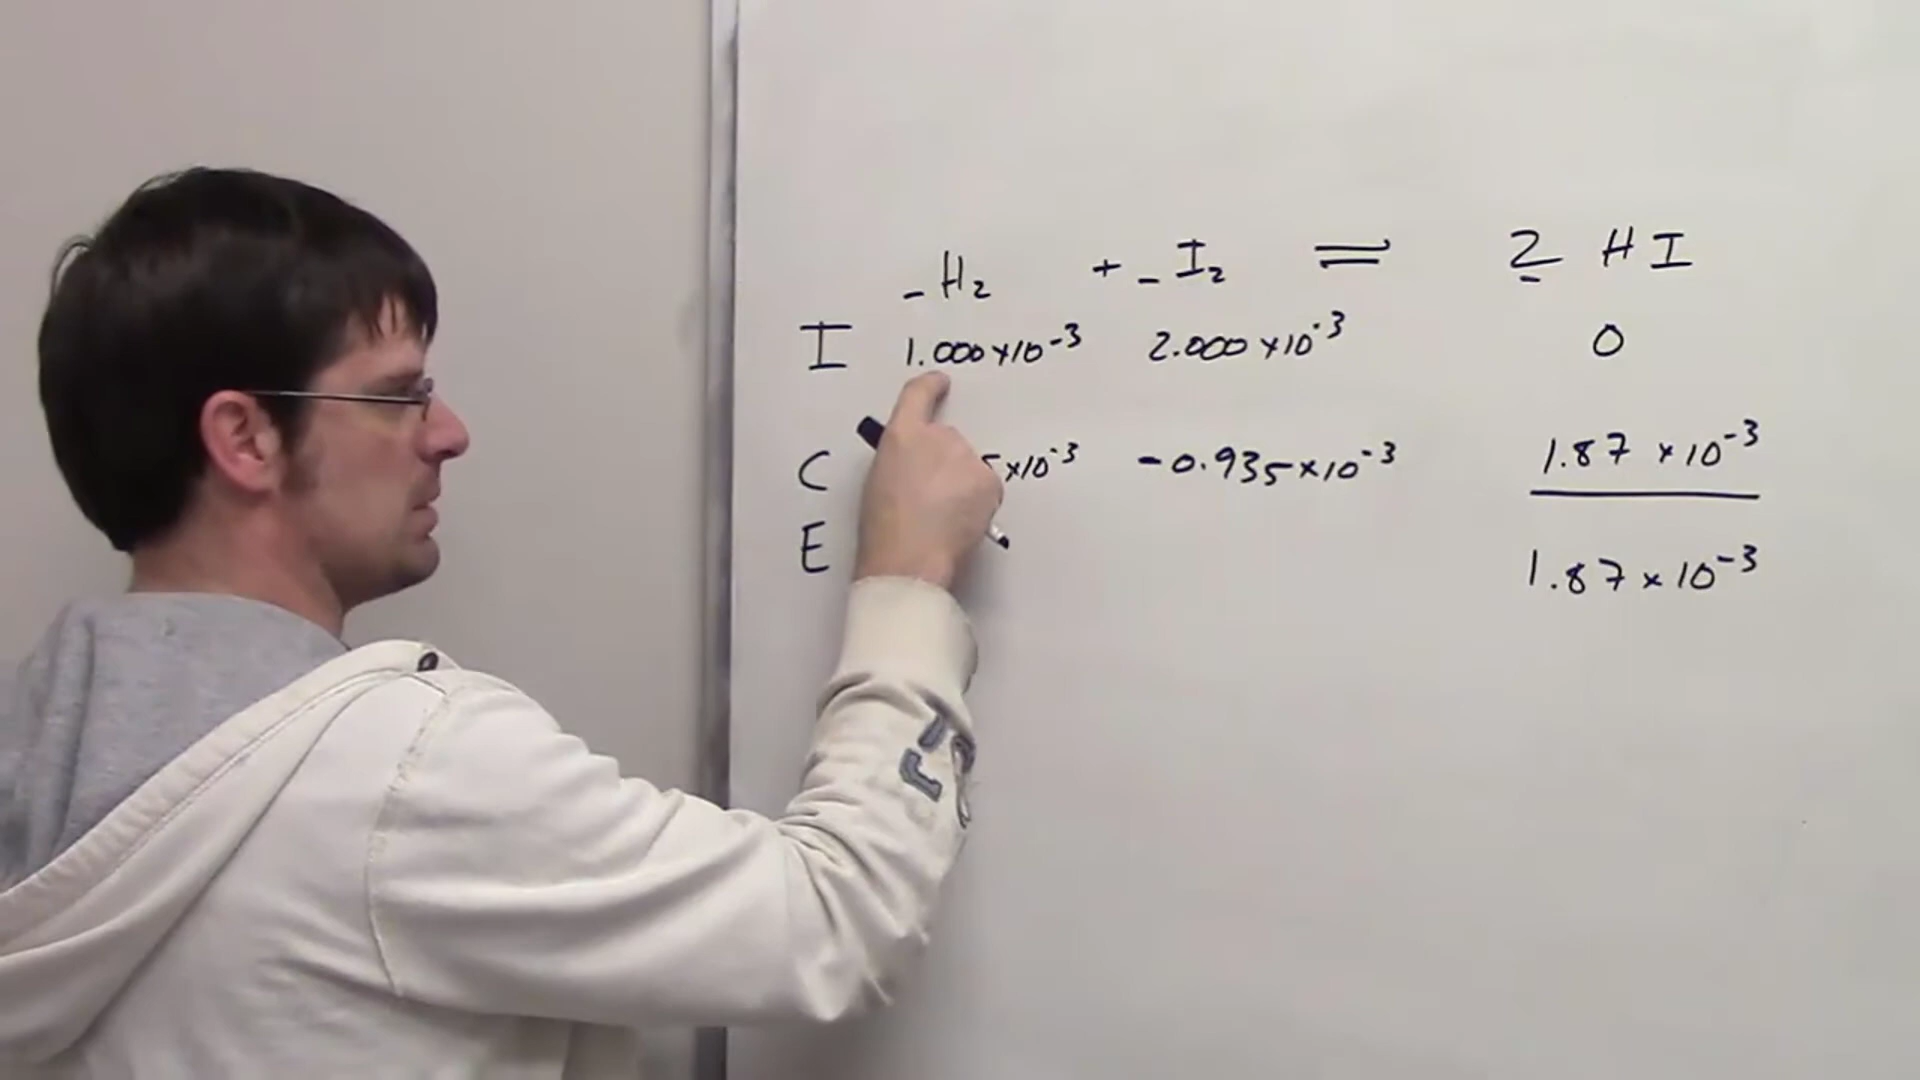 _ H₂ + _ I₂ ⇌ 2 HI
I 1.000×10⁻³ 2.000×10⁻³ 0
C 5×10⁻³ -0.935×10⁻³ 1.87×10⁻³
E 1.87×10⁻³